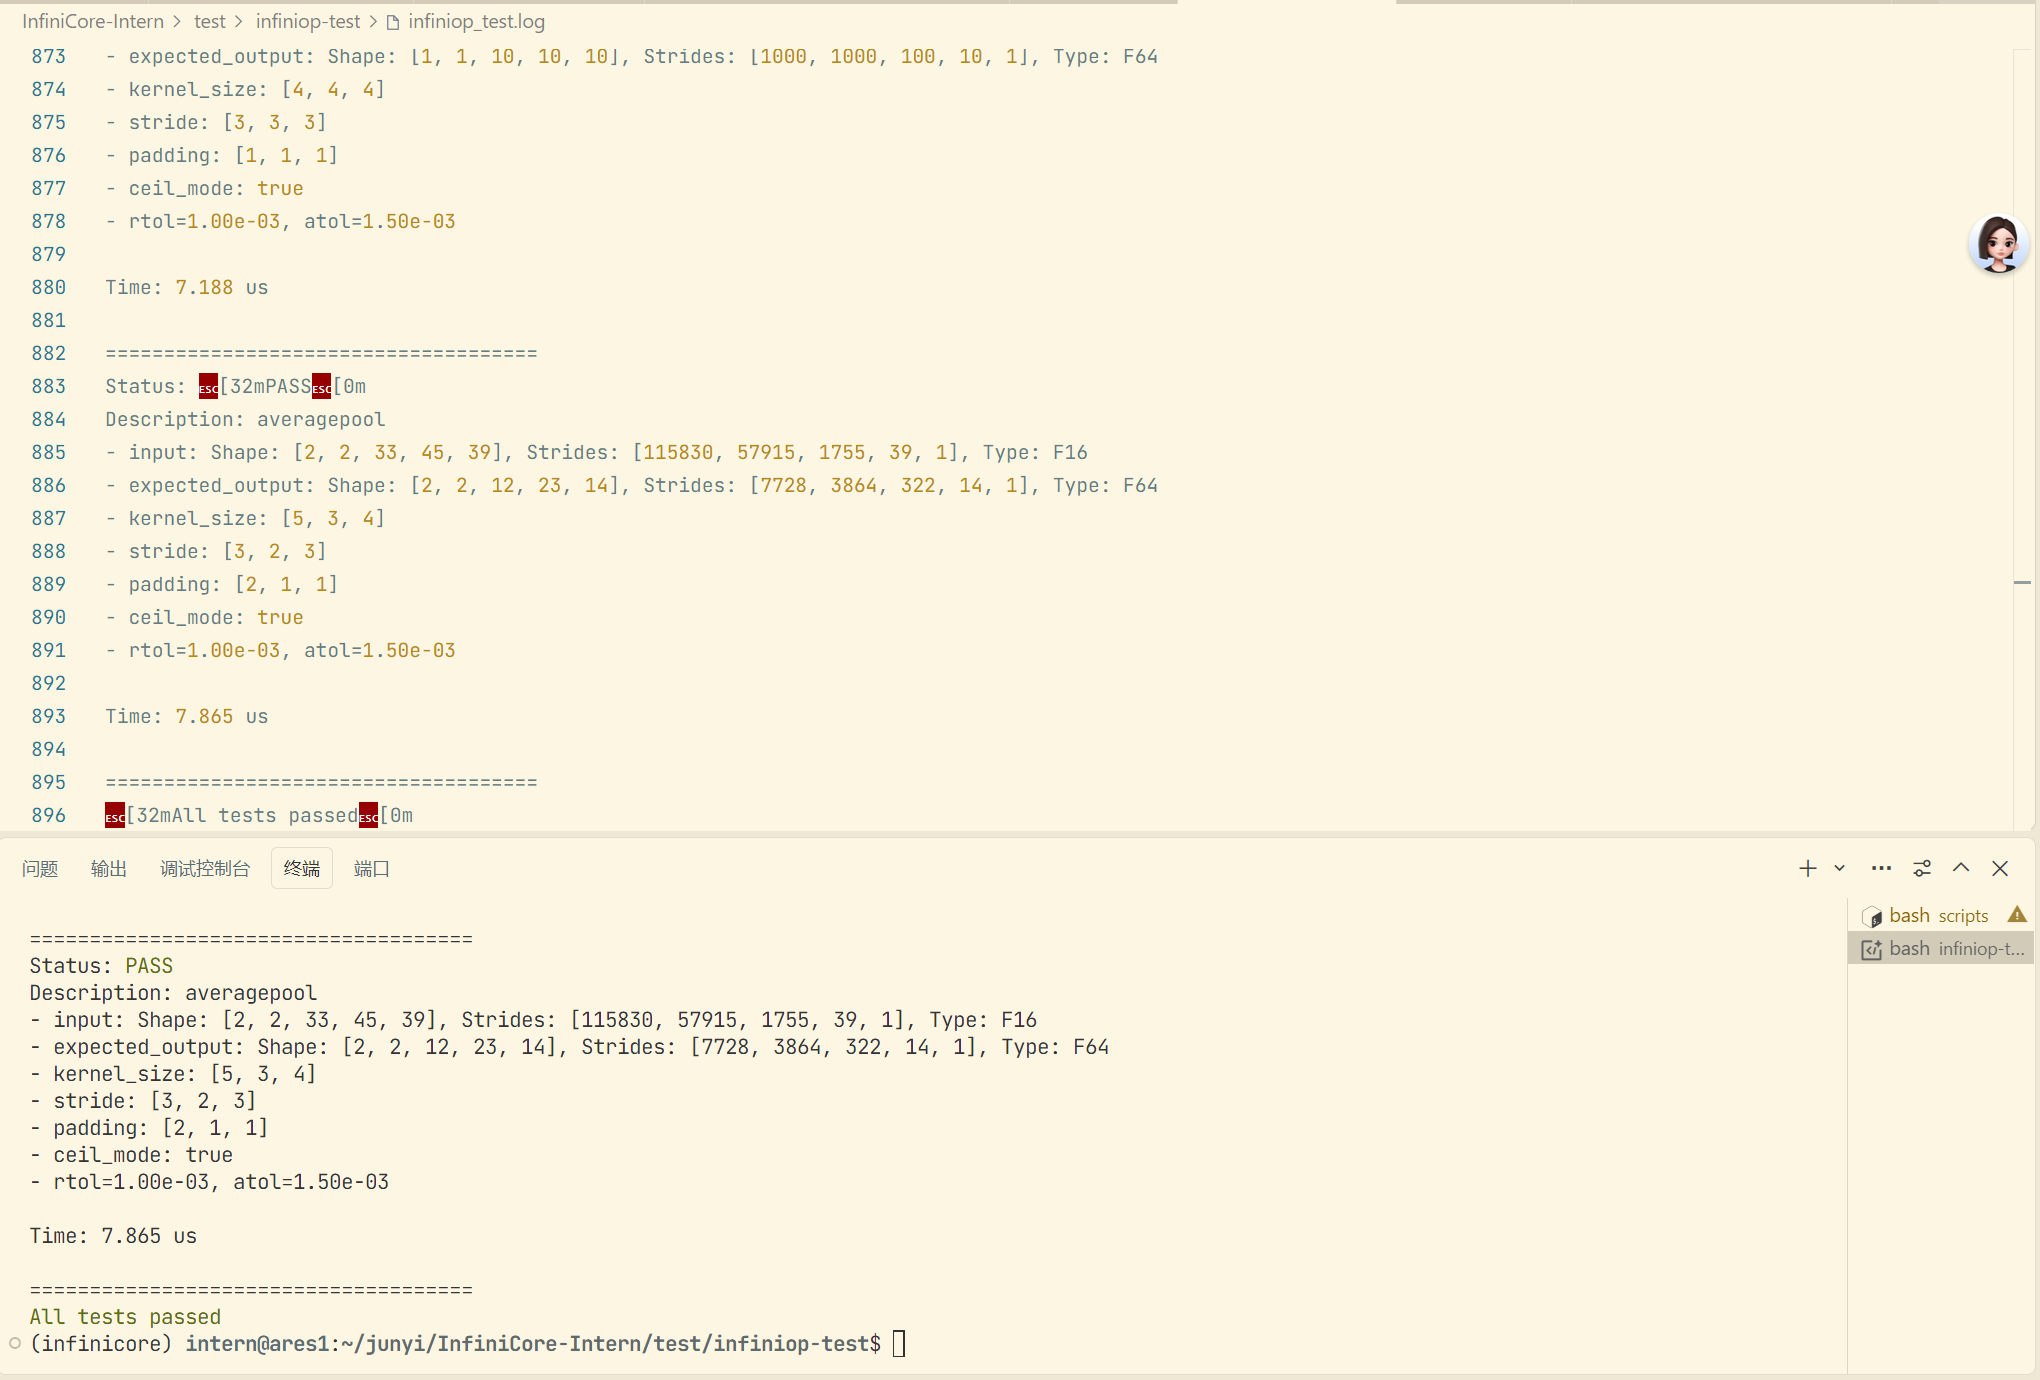 InfiniCore-Intern > test > infiniop-test > infiniop_test.log
873 - expected_output: Shape: [1, 1, 10, 10, 10], Strides: [1000, 1000, 100, 10, 1], Type: F64
874 - kernel_size: [4, 4, 4]
875 - stride: [3, 3, 3]
876 - padding: [1, 1, 1]
877 - ceil_mode: true
878 - rtol=1.00e-03, atol=1.50e-03
879
880 Time: 7.188 us
881
882 =====================================
883 Status: ESC[32mPASSESC[0m
884 Description: averagepool
885 - input: Shape: [2, 2, 33, 45, 39], Strides: [115830, 57915, 1755, 39, 1], Type: F16
886 - expected_output: Shape: [2, 2, 12, 23, 14], Strides: [7728, 3864, 322, 14, 1], Type: F64
887 - kernel_size: [5, 3, 4]
888 - stride: [3, 2, 3]
889 - padding: [2, 1, 1]
890 - ceil_mode: true
891 - rtol=1.00e-03, atol=1.50e-03
892
893 Time: 7.865 us
894
895 =====================================
896 ESC[32mAll tests passedESC[0m
问题 输出 调试控制台 终端 端口
=====================================
Status: PASS
Description: averagepool
- input: Shape: [2, 2, 33, 45, 39], Strides: [115830, 57915, 1755, 39, 1], Type: F16
- expected_output: Shape: [2, 2, 12, 23, 14], Strides: [7728, 3864, 322, 14, 1], Type: F64
- kernel_size: [5, 3, 4]
- stride: [3, 2, 3]
- padding: [2, 1, 1]
- ceil_mode: true
- rtol=1.00e-03, atol=1.50e-03
Time: 7.865 us
=====================================
All tests passed
(infinicore) intern@ares1:~/junyi/InfiniCore-Intern/test/infiniop-test$
bash scripts
bash infiniop-t...